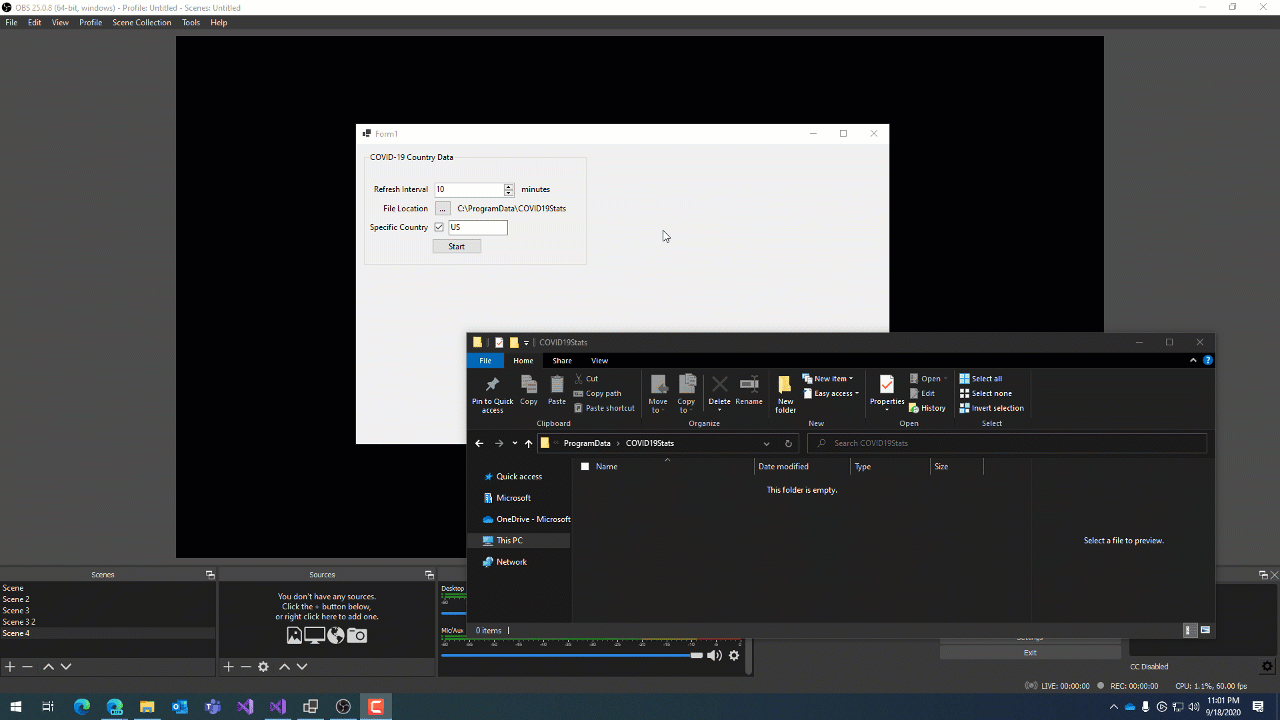 OBS 25.0.8 (64-bit, windows) - Profile: Untitled - Scenes: Untitled
File Edit View Profile Scene Collection Tools Help
Form1
COVID-19 Country Data
Refresh Interval 10 minutes
File Location ... C:\ProgramData\COVID19Stats
Specific Country US
Start
COVID19Stats
File Home Share View
Pin to Quick access
Copy
Paste
Cut
Copy path
Paste shortcut
Clipboard
Move to
Copy to
Delete
Rename
Organize
New folder
New item
Easy access
New
Properties
Open
Edit
History
Open
Select all
Select none
Invert selection
Select
ProgramData > COVID19Stats
Search COVID19Stats
Name Date modified Type Size
This folder is empty.
Select a file to preview.
Quick access
Microsoft
OneDrive - Microsoft
This PC
Network
0 items
Scenes
Scene
Scene 2
Scene 3
Scene 3 2
Scene 4
Sources
You don't have any sources.
Click the + button below,
or right click here to add one.
Desktop
Mic/Aux
Exit
CC Disabled
LIVE: 00:00:00 REC: 00:00:00 CPU: 1.1%, 60.00 fps
11:01 PM
9/18/2020